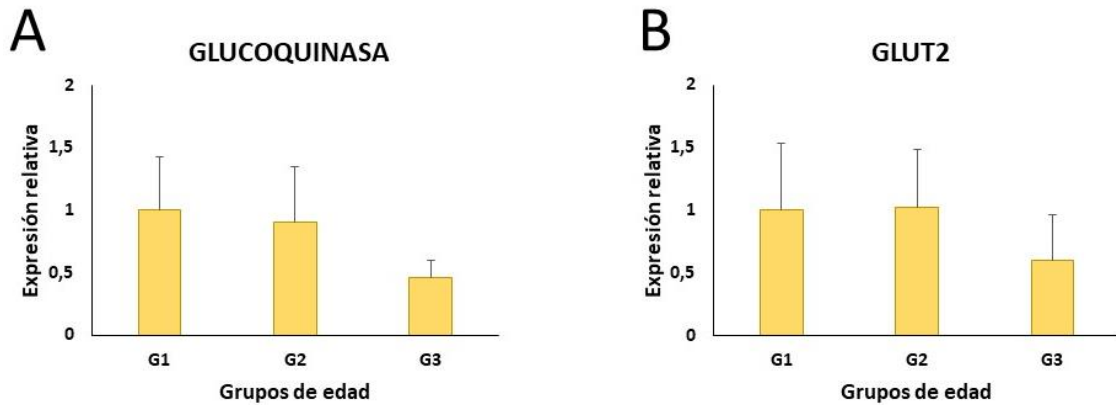 A
GLUCOQUINASA
Expresión relativa
2
1,5
1
0,5
0
G1 G2 G3
Grupos de edad
B
GLUT2
Expresión relativa
2
1,5
1
0,5
0
G1 G2 G3
Grupos de edad